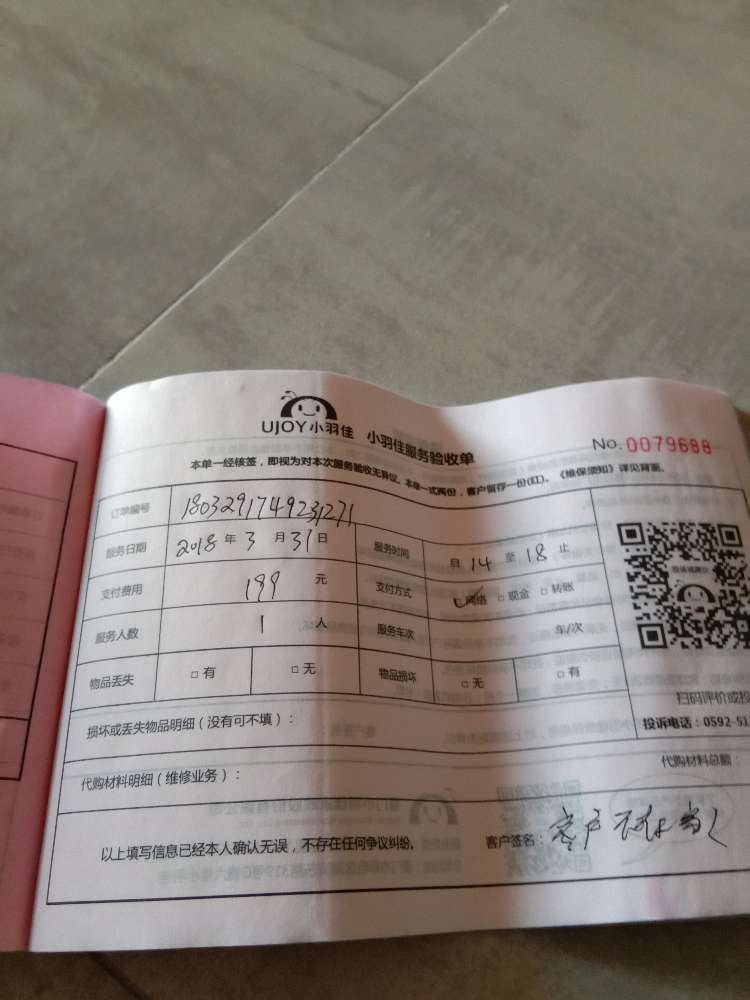 UJOY小羽佳 小羽佳服务验收单 No.0079688
本单一经核签，即视为对本次服务验收无异议。本单一式两份，客户留存一份(红)。《维保须知》详见背面。
订单编号 1803291749231271
服务日期 2018年3月31日 服务时间 自14至18止
支付费用 199元 支付方式 网络 □现金 □转账
服务人数 1人 服务车次 车/次
物品丢失 □有 □无 物品损坏 □无 □有
扫码评价或投
损坏或丢失物品明细（没有可不填）： 投诉电话：0592-51
代购材料明细（维修业务）： 代购材料总额：
以上填写信息已经本人确认无误，不存在任何争议纠纷。 客户签名：客户不在